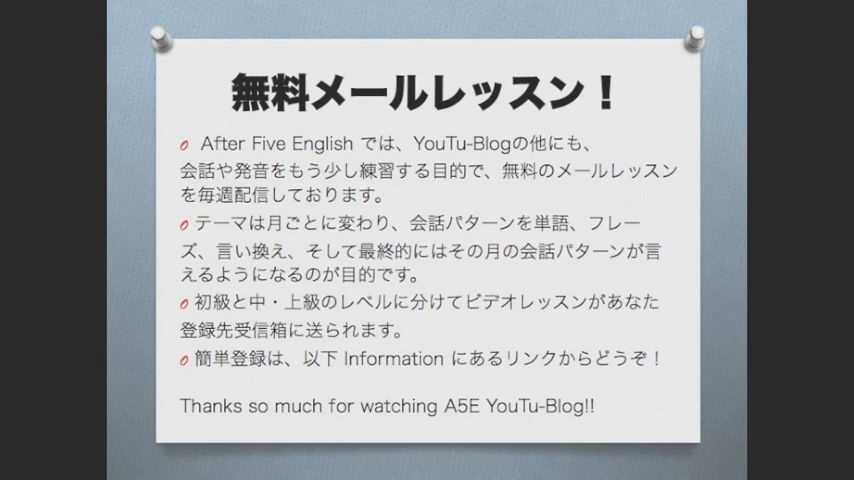 無料メールレッスン！
After Five English では、YouTu-Blogの他にも、
会話や発音をもう少し練習する目的で、無料のメールレッスン
を毎週配信しております。
テーマは月ごとに変わり、会話パターンを単語、フレー
ズ、言い換え、そして最終的にはその月の会話パターンが言
えるようになるのが目的です。
初級と中・上級のレベルに分けてビデオレッスンがあなた
登録先受信箱に送られます。
簡単登録は、以下 Information にあるリンクからどうぞ！
Thanks so much for watching A5E YouTu-Blog!!